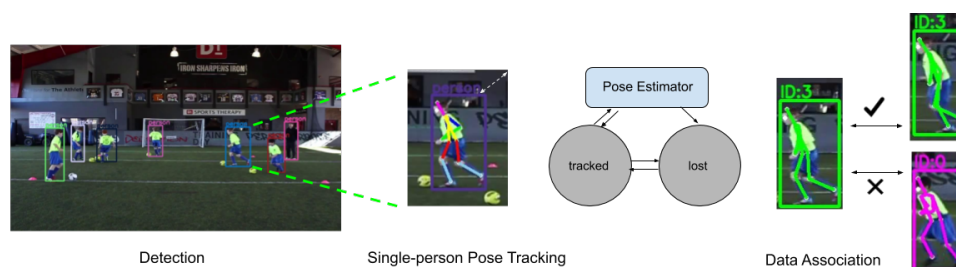 IRON SHARPENS IRON
SPORTS THERAPY
person
Pose Estimator
tracked
lost
ID:3
ID:3
ID:0
Detection
Single-person Pose Tracking
Data Association